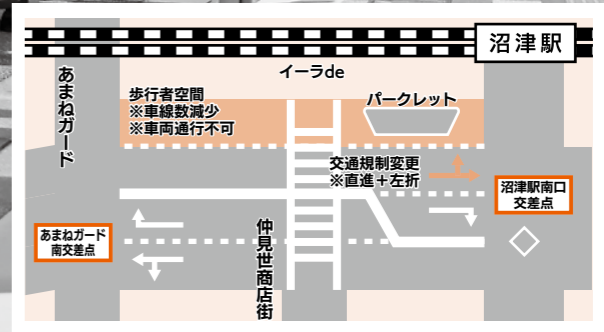 沼津駅
イーラde
あまねガード
歩行者空間
※車線数減少
※車両通行不可
パークレット
交通規制変更
※直進＋左折
沼津駅南口
交差点
あまねガード
南交差点
仲見世商店街